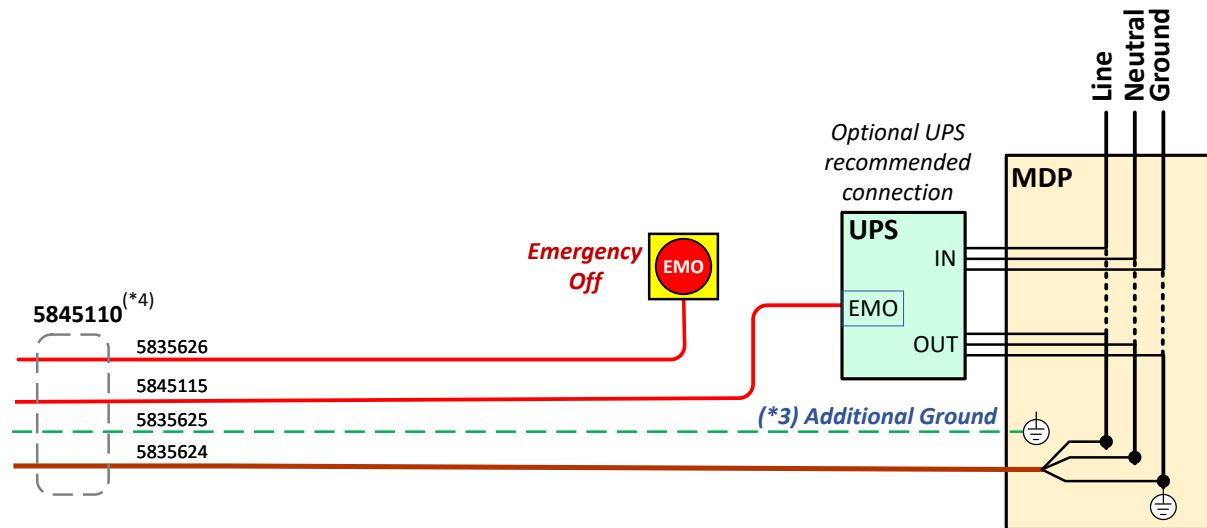 Line
Neutral
Ground
Optional UPS
recommended
connection
MDP
UPS
IN
Emergency
Off
EMO
EMO
OUT
5845110(*4)
5835626
5845115
5835625
(*3) Additional Ground
5835624